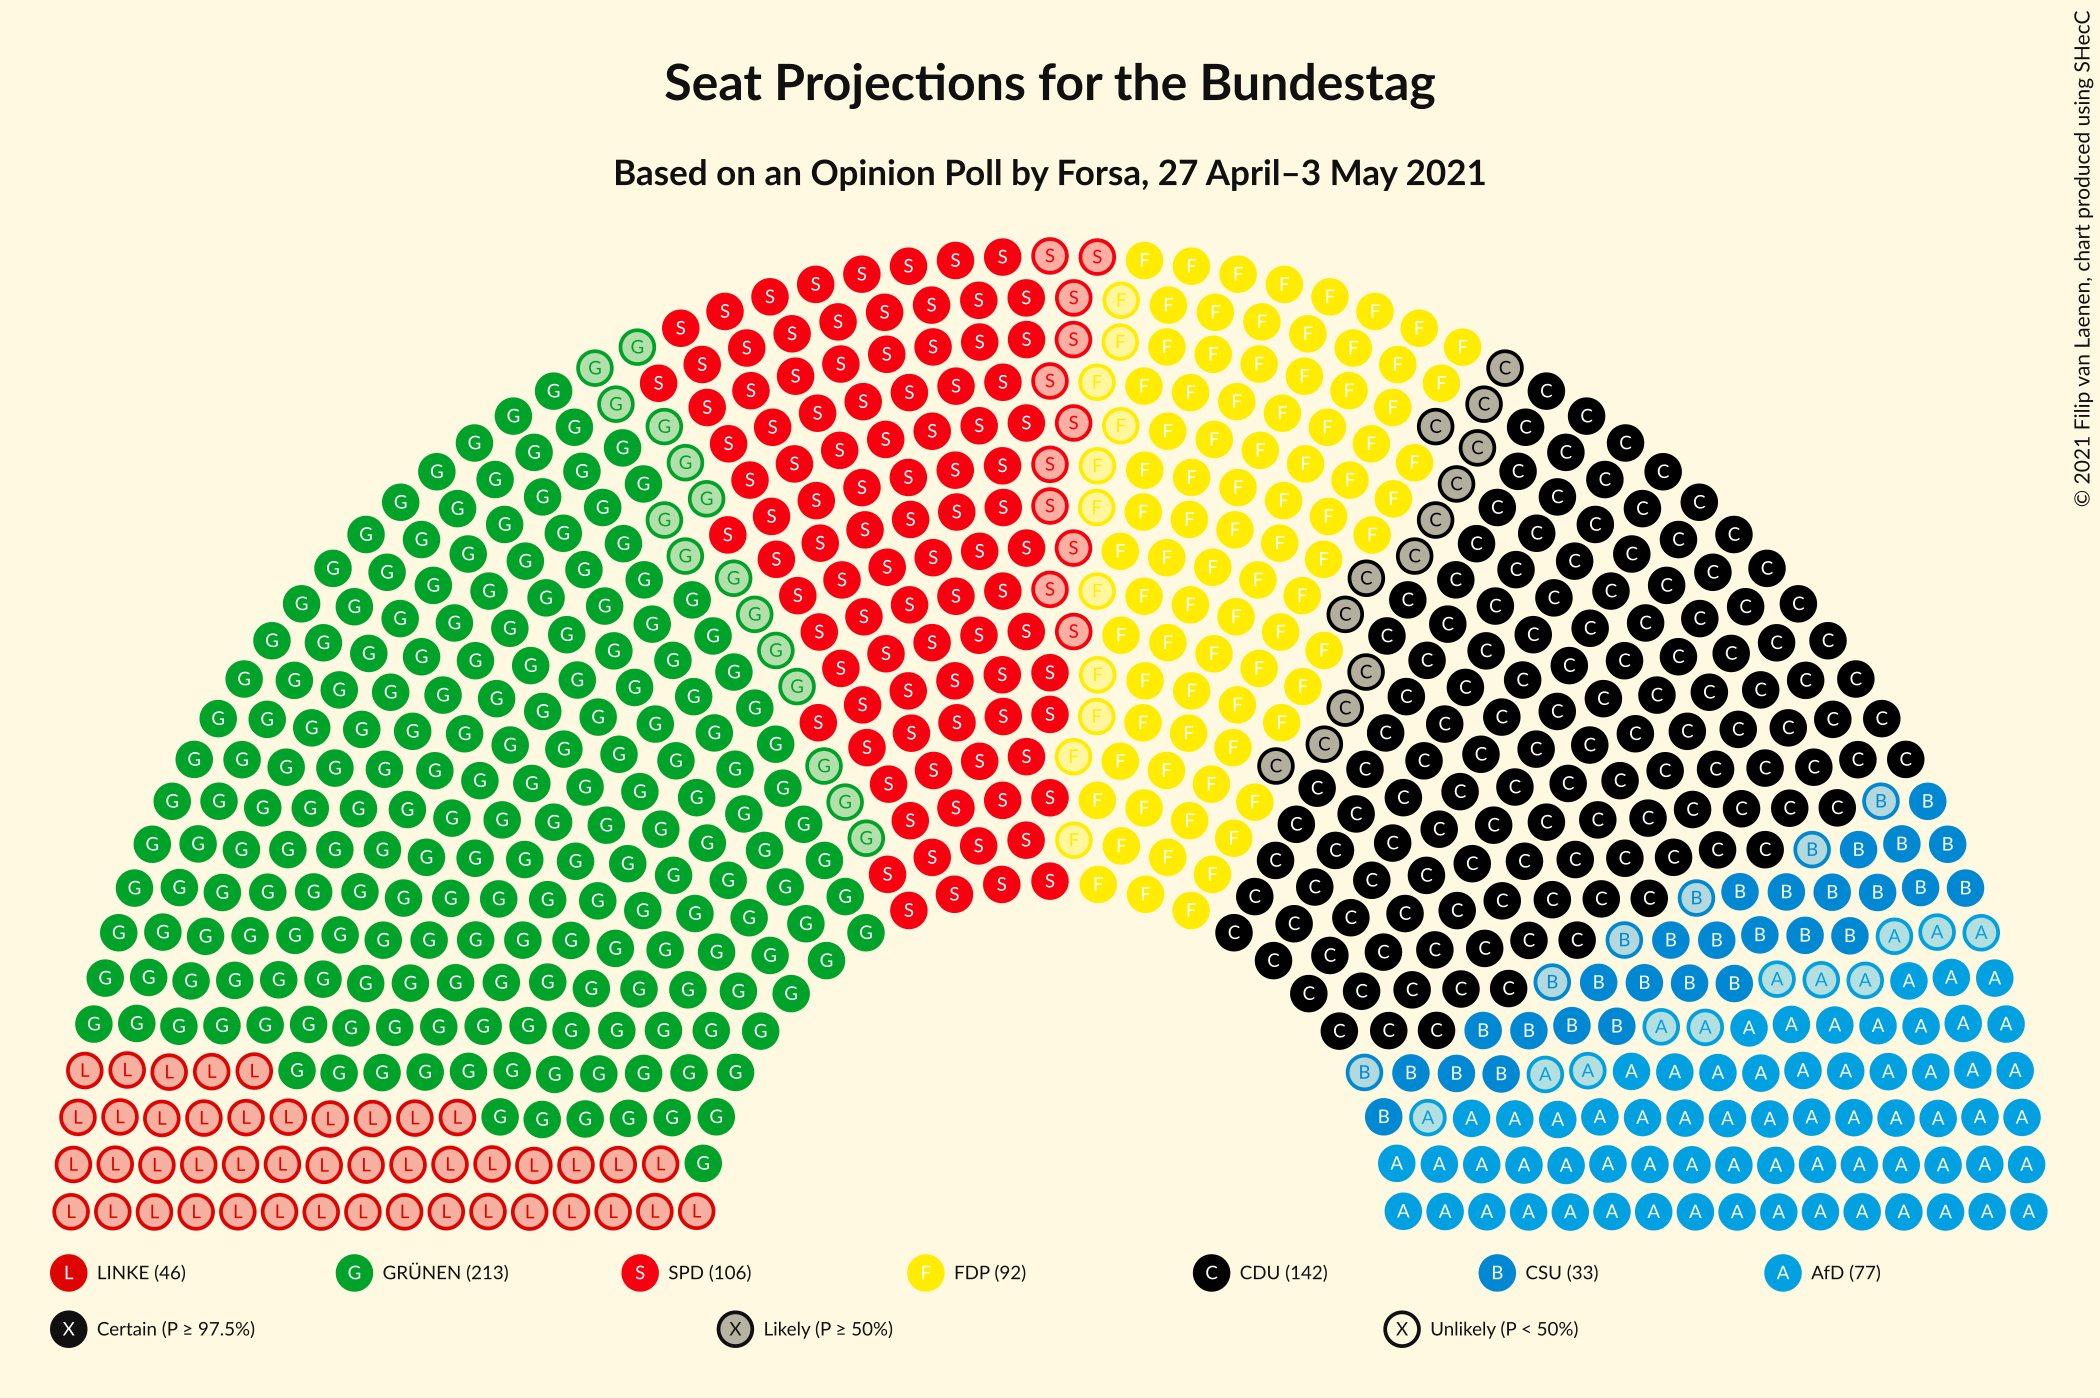 Seat Projections for the Bundestag
Based on an Opinion Poll by Forsa, 27 April–3 May 2021
© 2021 Filip van Laenen, chart produced using SHecC
L LINKE (46) G GRÜNEN (213) S SPD (106) F FDP (92) C CDU (142) B CSU (33) A AfD (77)
X Certain (P ≥ 97.5%) X Likely (P ≥ 50%) X Unlikely (P < 50%)